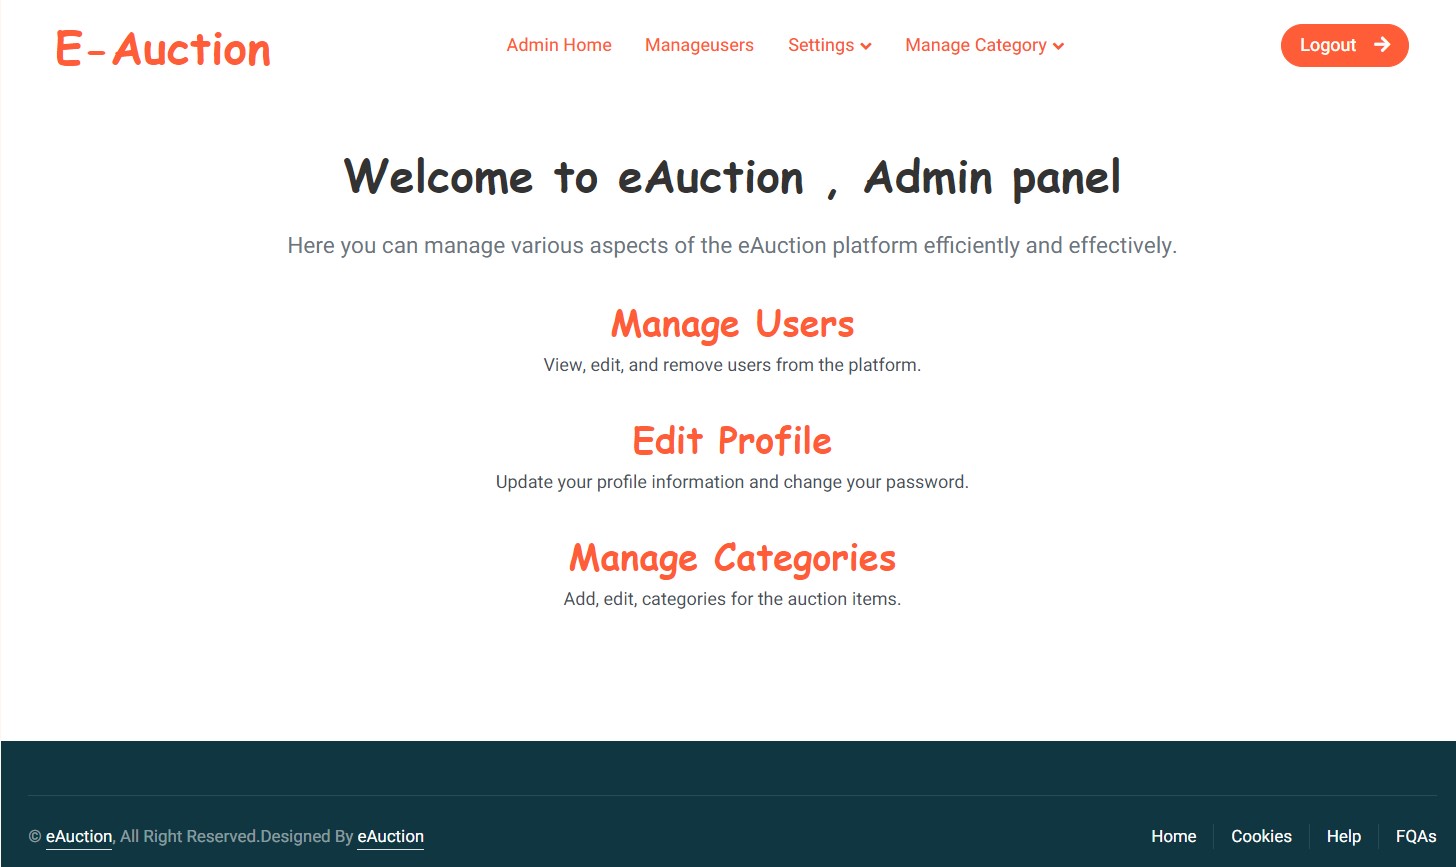 E-Auction
Admin Home Manageusers Settings Manage Category Logout
Welcome to eAuction , Admin panel
Here you can manage various aspects of the eAuction platform efficiently and effectively.
Manage Users
View, edit, and remove users from the platform.
Edit Profile
Update your profile information and change your password.
Manage Categories
Add, edit, categories for the auction items.
© eAuction, All Right Reserved.Designed By eAuction Home Cookies Help FQAs